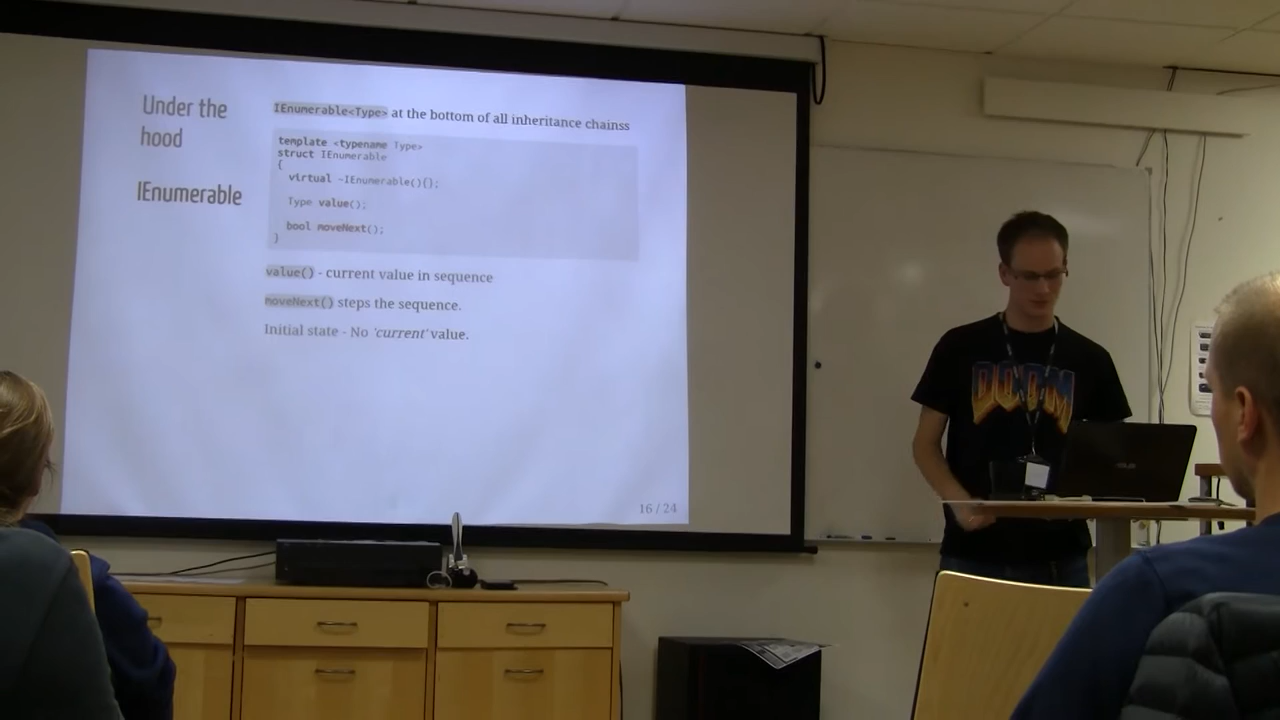 Under the
hood
IEnumerable
IEnumerable<Type> at the bottom of all inheritance chainss
template <typename Type>
struct IEnumerable
{
virtual ~IEnumerable(){};
Type value();
bool moveNext();
}
value() - current value in sequence
moveNext() steps the sequence.
Initial state - No 'current' value.
16 / 24
DOOM
ASUS